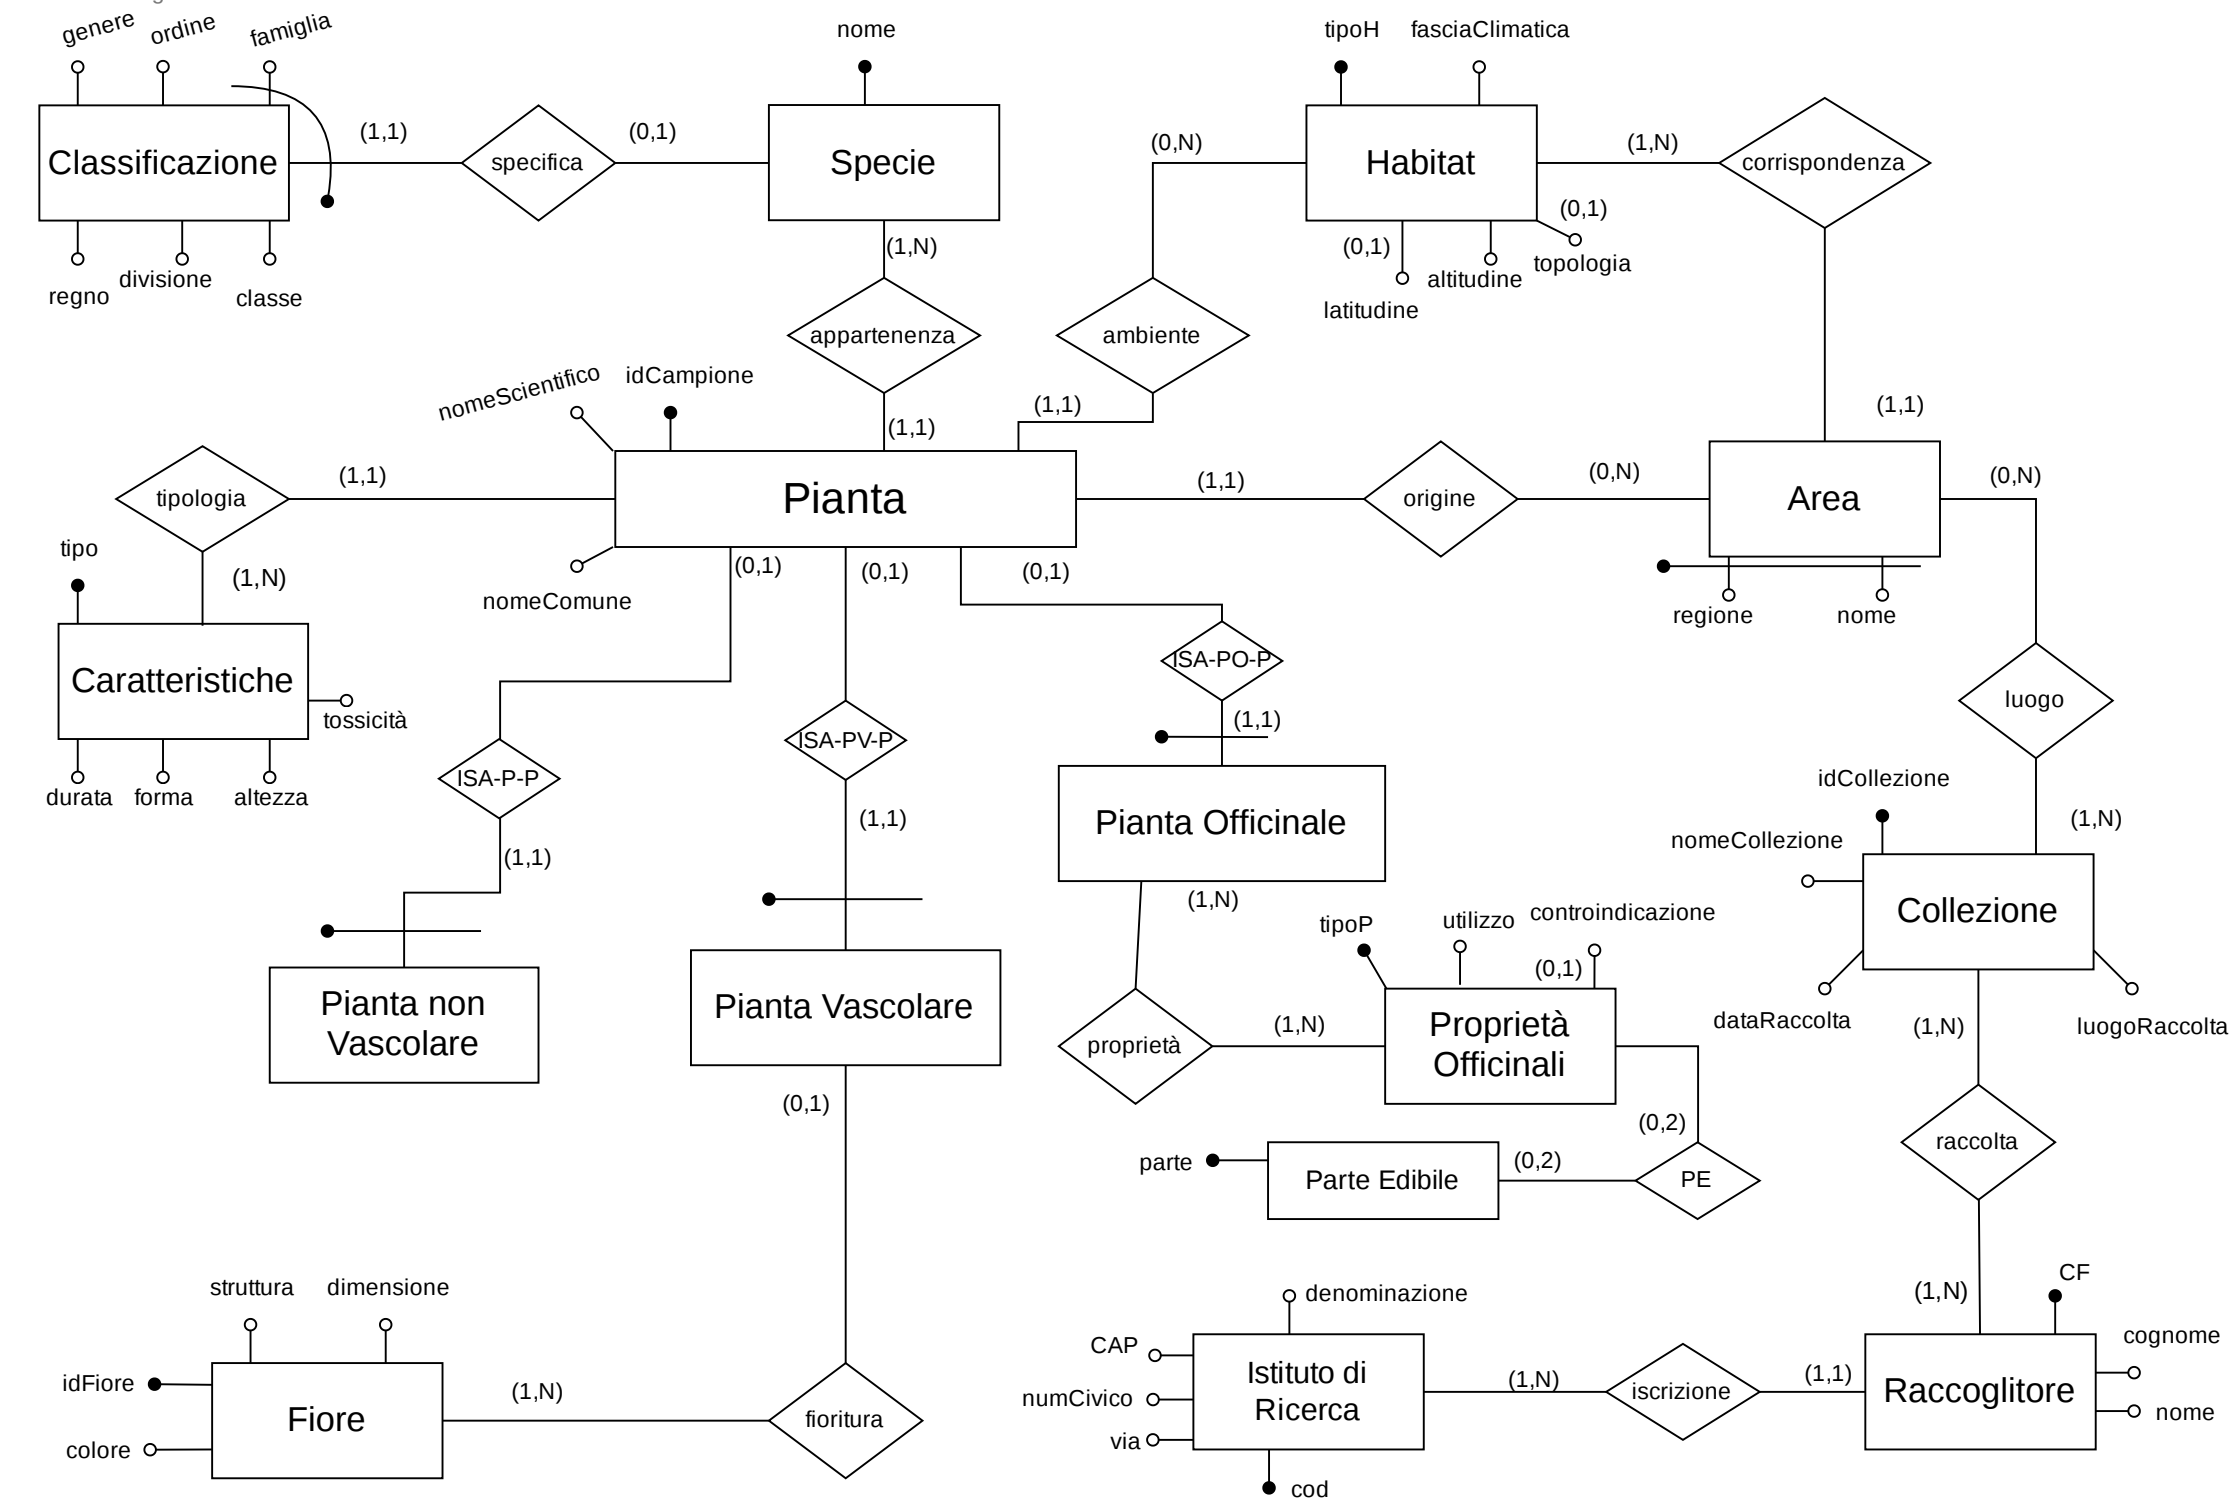 genere
ordine
famiglia
nome
tipoH
fasciaClimatica
(1,1)
(0,1)
(0,N)
(1,N)
Classificazione
specifica
Specie
Habitat
corrispondenza
(0,1)
(1,N)
(0,1)
regno
divisione
classe
latitudine
altitudine
topologia
appartenenza
ambiente
nomeScientifico
idCampione
(1,1)
(1,1)
(1,1)
tipologia
(1,1)
Pianta
(1,1)
origine
(0,N)
Area
(0,N)
tipo
(1,N)
nomeComune
(0,1)
(0,1)
(0,1)
regione
nome
Caratteristiche
tossicità
durata
forma
altezza
ISA-P-P
ISA-PV-P
ISA-PO-P
luogo
(1,1)
(1,1)
(1,1)
Pianta Officinale
idCollezione
(1,N)
nomeCollezione
Collezione
(1,N)
tipoP
utilizzo
controindicazione
(0,1)
Pianta non
Vascolare
Pianta Vascolare
dataRaccolta
luogoRaccolta
(1,N)
proprietà
(1,N)
Proprietà
Officinali
(0,1)
(0,2)
raccolta
parte
Parte Edibile
(0,2)
PE
struttura
dimensione
denominazione
(1,N)
CF
CAP
cognome
idFiore
(1,N)
numCivico
Istituto di
Ricerca
(1,N)
iscrizione
(1,1)
Raccoglitore
nome
colore
Fiore
fioritura
via
cod